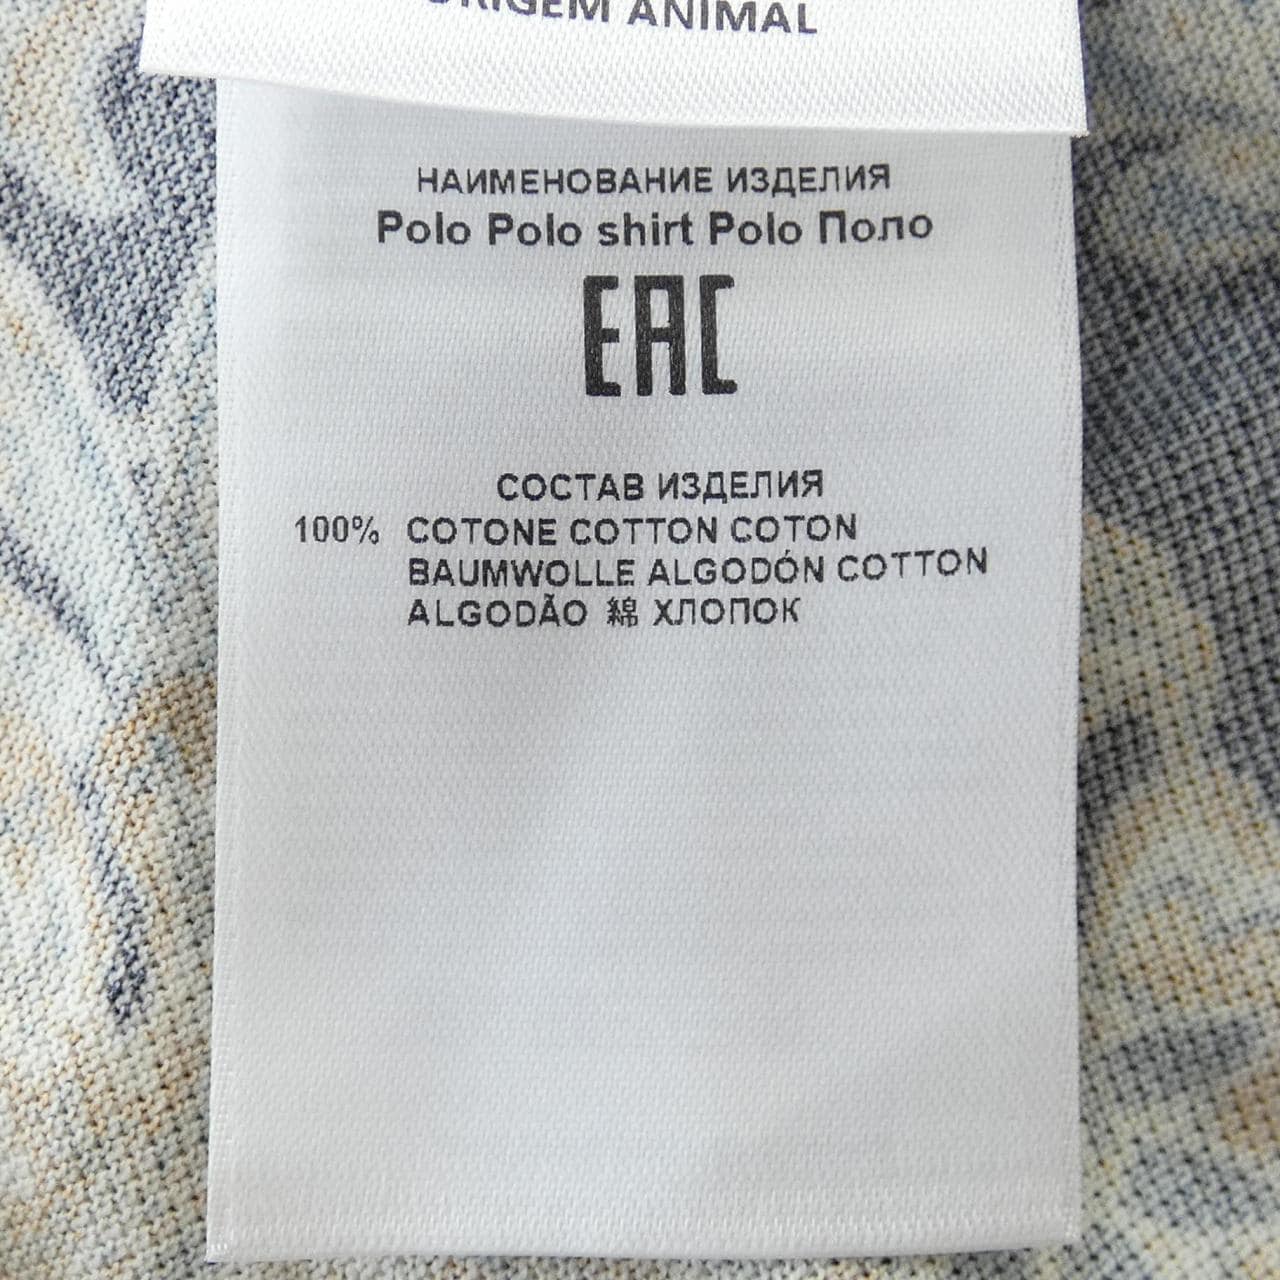 ORIGEM ANIMAL
НАИМЕНОВАНИЕ ИЗДЕЛИЯ
Polo Polo shirt Polo Поло
EAC
СОСТАВ ИЗДЕЛИЯ
100% COTONE COTTON COTON
BAUMWOLLE ALGODÓN COTTON
ALGODÃO 綿 ХЛОПОК